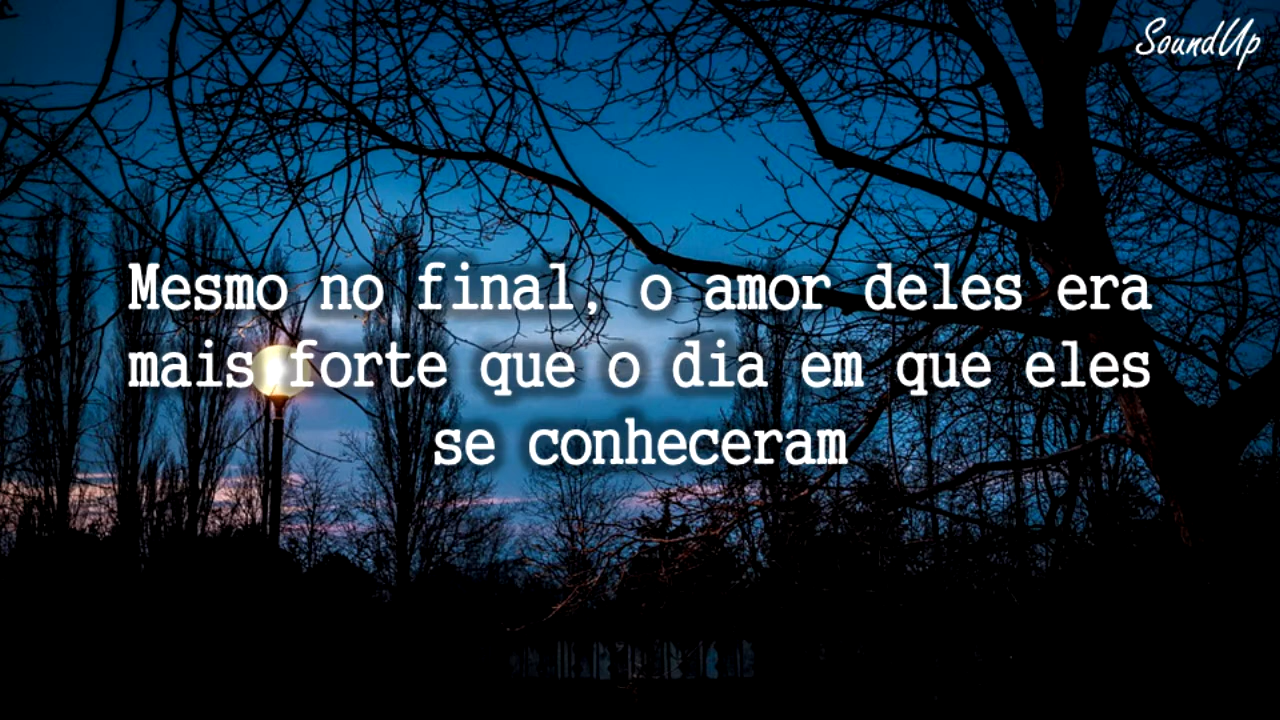 SoundUp
Mesmo no final, o amor deles era
mais forte que o dia em que eles
se conheceram